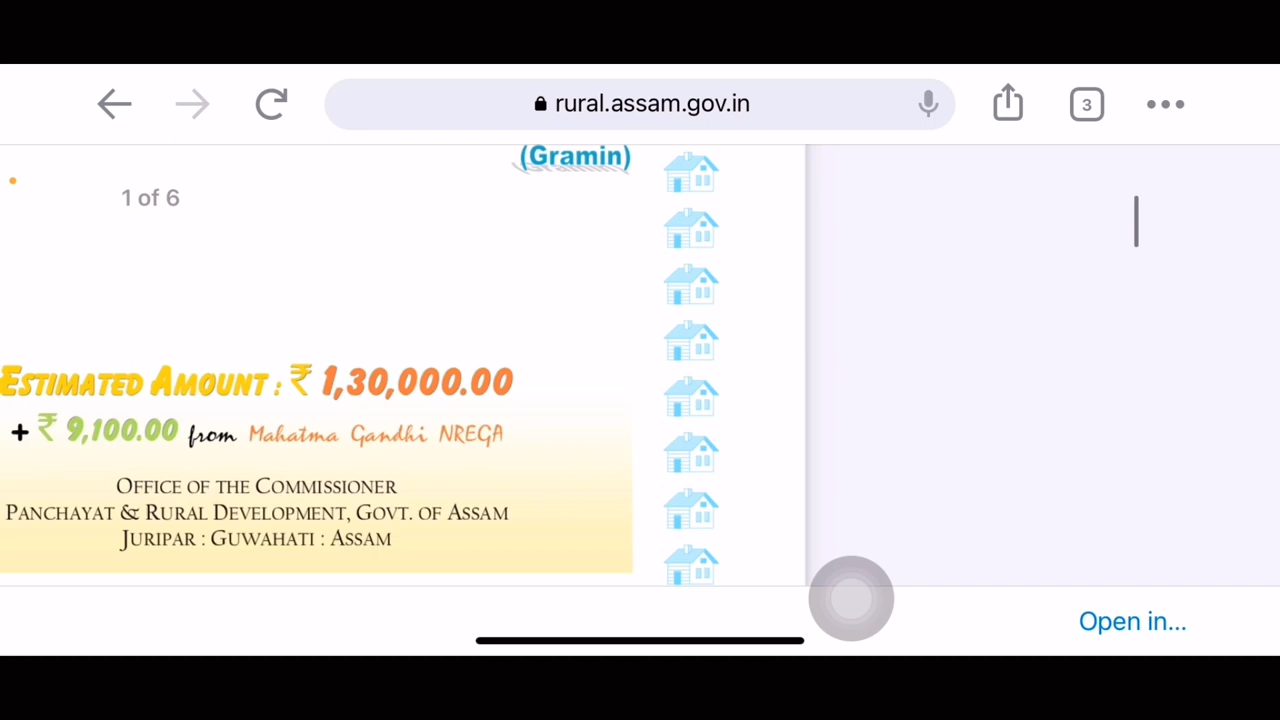 rural.assam.gov.in
3
(Gramin)
1 of 6
ESTIMATED AMOUNT : ₹ 1,30,000.00
+ ₹ 9,100.00 from Mahatma Gandhi NREGA
OFFICE OF THE COMMISSIONER
PANCHAYAT & RURAL DEVELOPMENT, GOVT. OF ASSAM
JURIPAR : GUWAHATI : ASSAM
Open in...